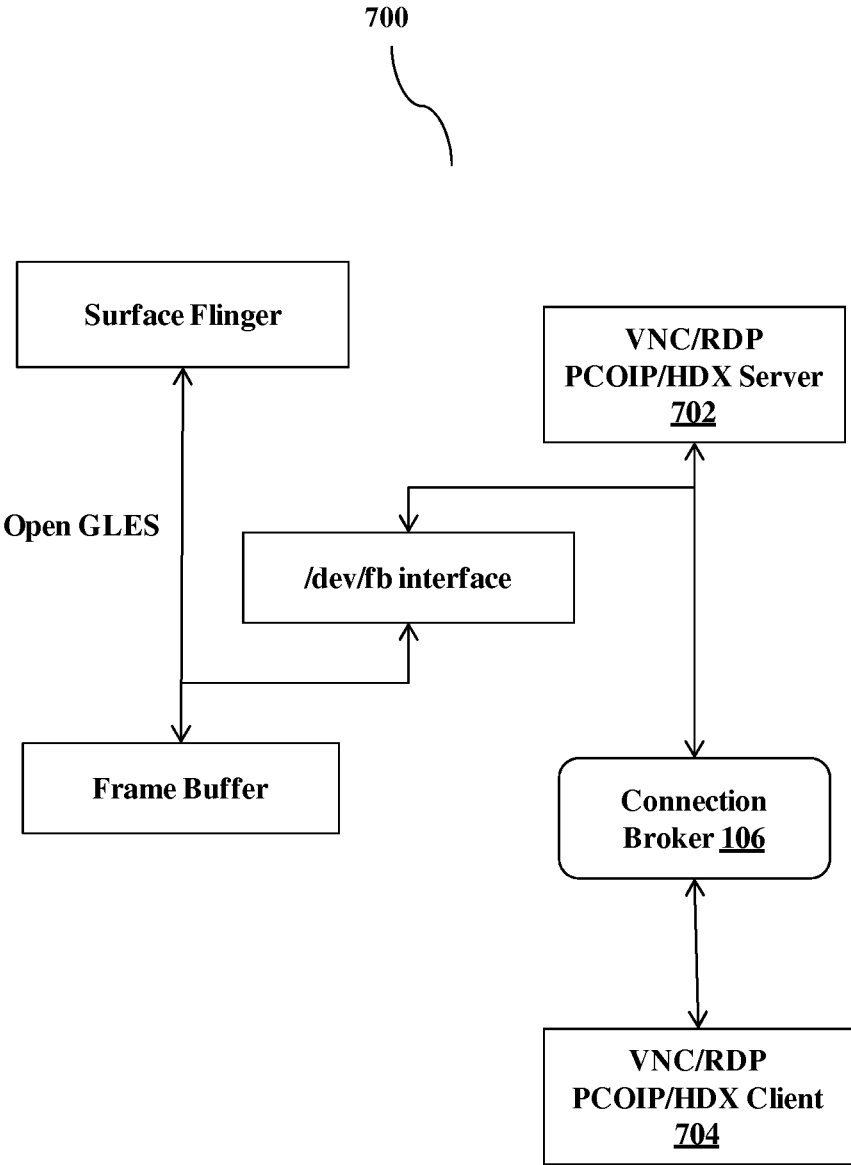 700
Surface Flinger
VNC/RDP
PCOIP/HDX Server
702
Open GLES
/dev/fb interface
Frame Buffer
Connection
Broker 106
VNC/RDP
PCOIP/HDX Client
704